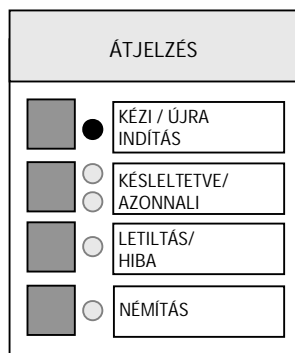 ÁTJELZÉS
KÉZI / ÚJRA
INDÍTÁS
KÉSLELTETVE/
AZONNALI
LETILTÁS/
HIBA
NÉMÍTÁS